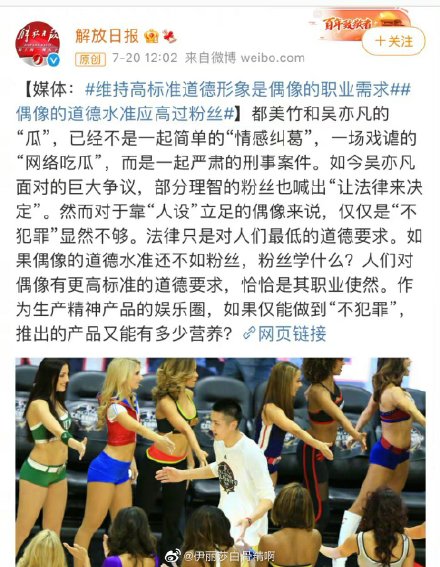 解放日报
解放日报
百年致敬者
+关注
原创 7-20 12:02 来自微博 weibo.com
【媒体：#维持高标准道德形象是偶像的职业需求##
偶像的道德水准应高过粉丝#】都美竹和吴亦凡的
“瓜”，已经不是一起简单的“情感纠葛”，一场戏谑的
“网络吃瓜”，而是一起严肃的刑事案件。如今吴亦凡
面对的巨大争议，部分理智的粉丝也喊出“让法律来决
定”。然而对于靠“人设”立足的偶像来说，仅仅是“不
犯罪”显然不够。法律只是对人们最低的道德要求。如
果偶像的道德水准还不如粉丝，粉丝学什么？人们对
偶像有更高标准的道德要求，恰恰是其职业使然。作
为生产精神产品的娱乐圈，如果仅能做到“不犯罪”，
推出的产品又能有多少营养？网页链接
@伊丽莎白骨精啊